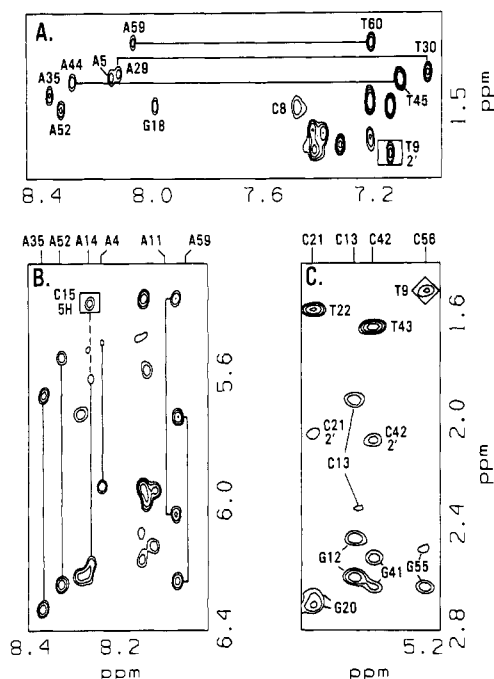 A.
A59
T60
A44
A5
A29
T30
A35
T45
A52
G18
C8
T9
2'
1.5
ppm
8.4
8.0
7.6
7.2
A35
A52
A14
A4
A11
A59
B.
C15
5H
5.6
6.0
6.4
8.4
8.2
ppm
ppm
C21
C13
C42
C56
C.
T9
T22
T43
C21
2'
C42
2'
C13
G12
G41
G55
G20
1.6
2.0
2.4
2.8
5.2
ppm
ppm